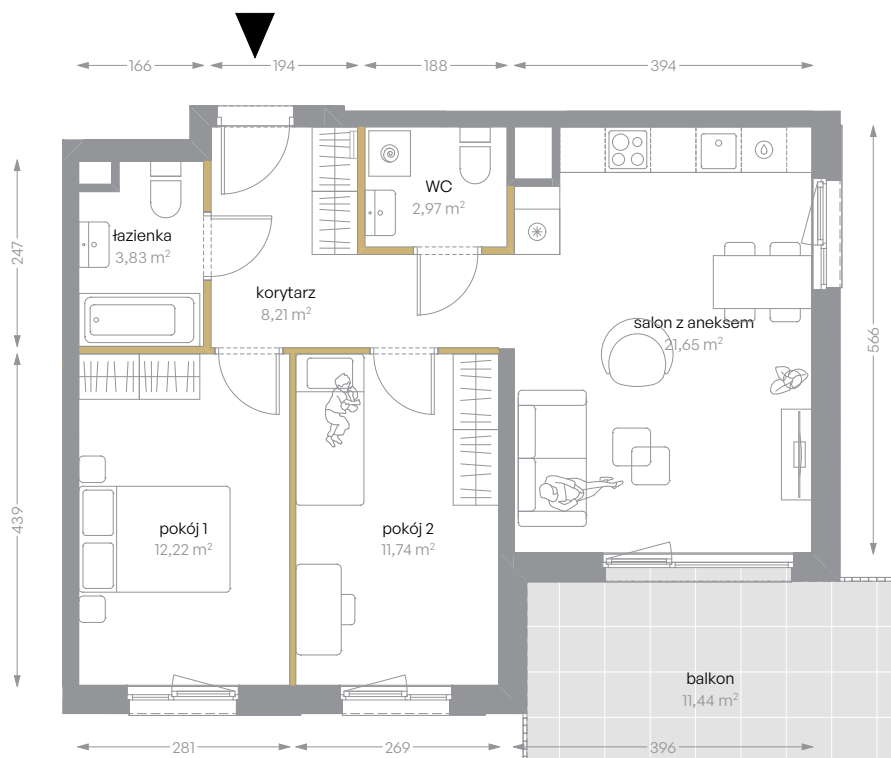 166
194
188
394
WC
2,97 m²
łazienka
3,83 m²
247
korytarz
8,21 m²
salon z aneksem
21,65 m²
566
439
pokój 1
12,22 m²
pokój 2
11,74 m²
balkon
11,44 m²
281
269
396